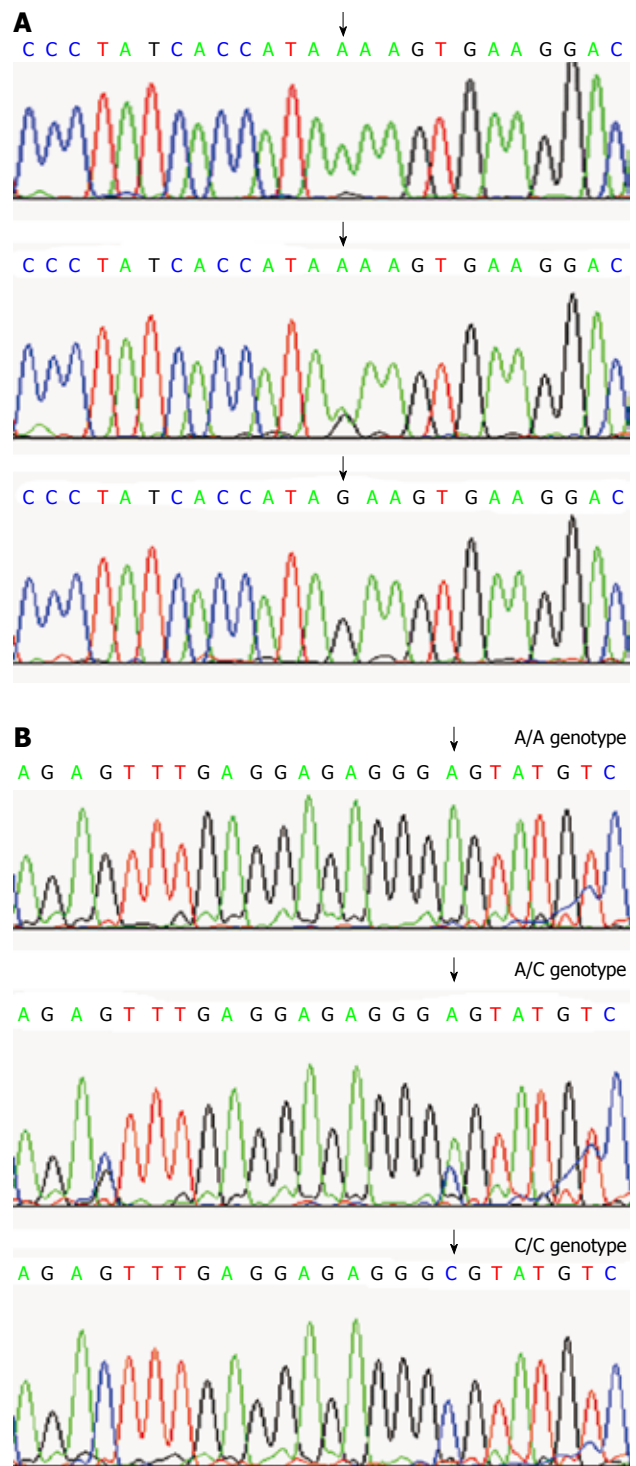 A
C C C T A T C A C C A T A A A A G T G A A G G A C
C C C T A T C A C C A T A A A A G T G A A G G A C
C C C T A T C A C C A T A G A A G T G A A G G A C
B
A/A genotype
A G A G T T T G A G G A G A G G G A G T A T G T C
A/C genotype
A G A G T T T G A G G A G A G G G A G T A T G T C
C/C genotype
A G A G T T T G A G G A G A G G G C G T A T G T C